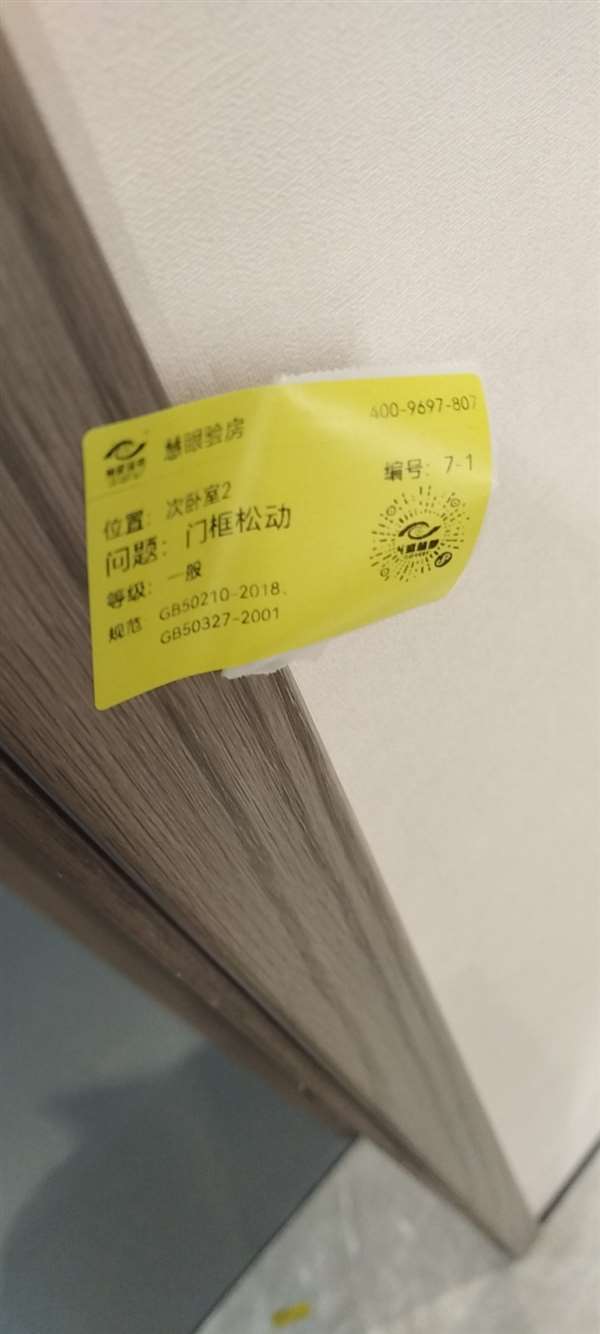 慧眼验房
400-9697-807
编号: 7-1
位置: 次卧室2
问题: 门框松动
等级: 一般
规范: GB50210-2018、
GB50327-2001